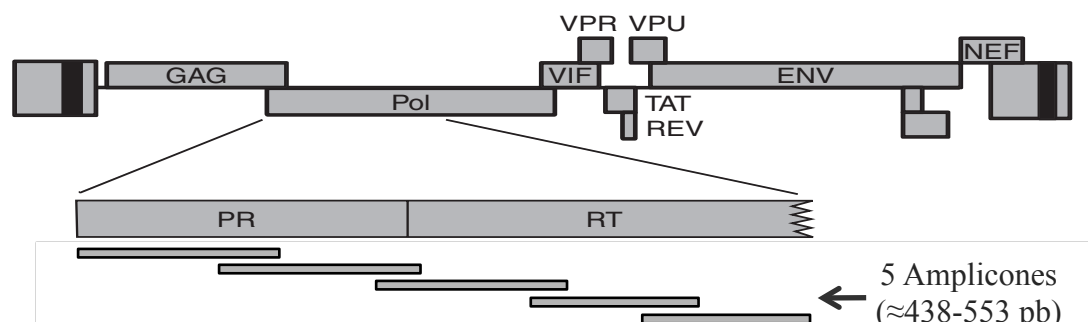 VPR VPU
NEF
GAG VIF ENV
Pol TAT
REV
PR RT
5 Amplicones
(≈438-553 pb)